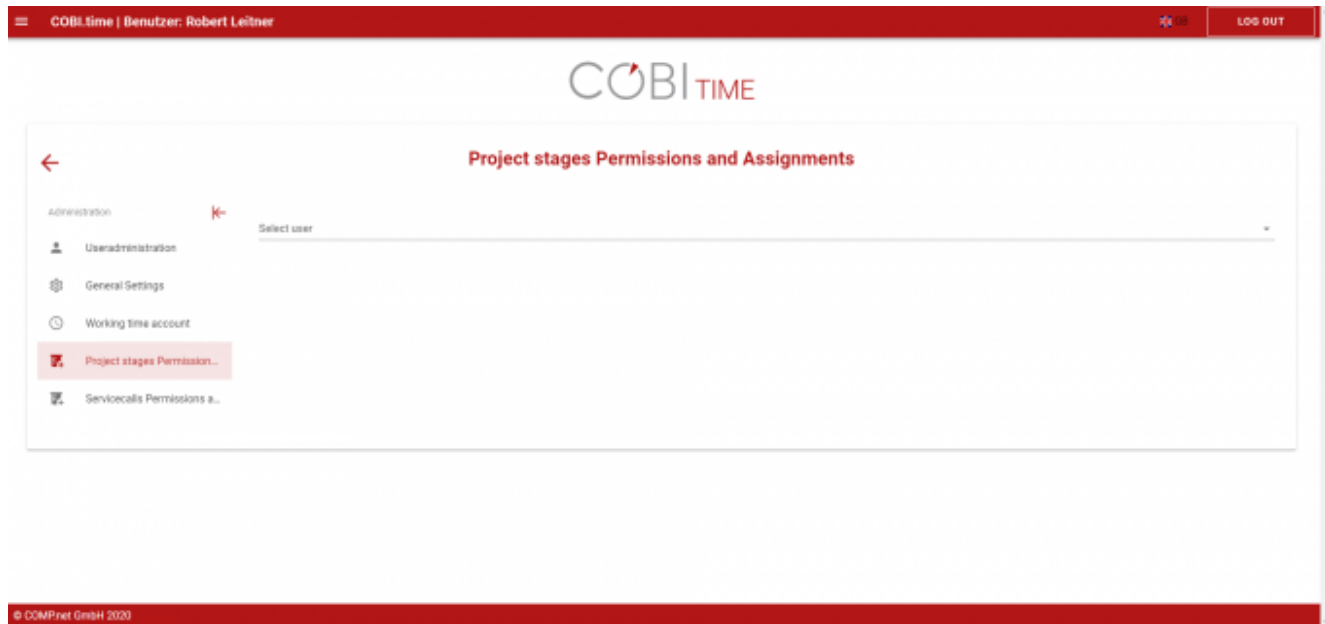 COBI.time | Benutzer: Robert Leitner
GB
LOG OUT
COBI TIME
Project stages Permissions and Assignments
Administration
Select user
Useradministration
General Settings
Working time account
Project stages Permission...
Servicecalls Permissions a...
© COMP.net GmbH 2020